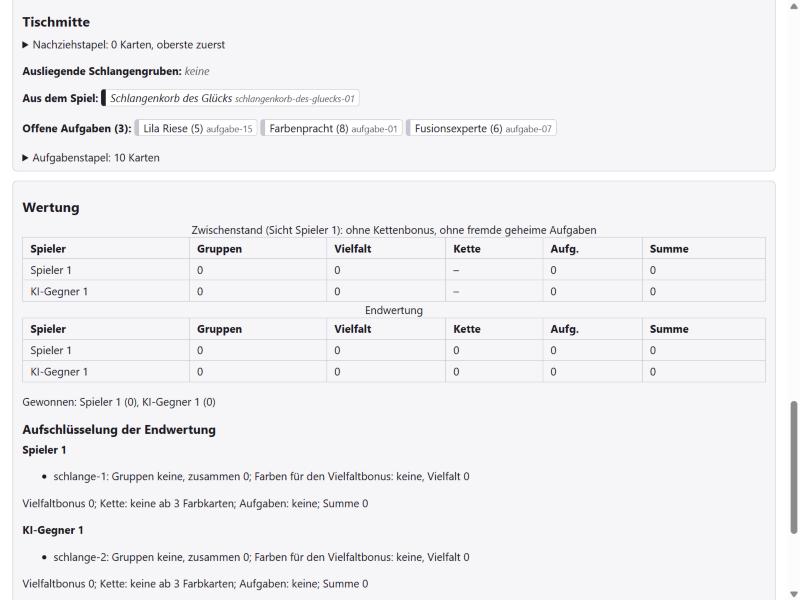 Tischmitte
▶ Nachziehstapel: 0 Karten, oberste zuerst
Ausliegende Schlangengruben: keine
Aus dem Spiel: Schlangenkorb des Glücks schlangenkorb-des-gluecks-01
Offene Aufgaben (3): Lila Riese (5) aufgabe-15 Farbenpracht (8) aufgabe-01 Fusionsexperte (6) aufgabe-07
▶ Aufgabenstapel: 10 Karten
Wertung
Zwischenstand (Sicht Spieler 1): ohne Kettenbonus, ohne fremde geheime Aufgaben
Spieler Gruppen Vielfalt Kette Aufg. Summe
Spieler 1 0 0 – 0 0
KI-Gegner 1 0 0 – 0 0
Endwertung
Spieler Gruppen Vielfalt Kette Aufg. Summe
Spieler 1 0 0 0 0 0
KI-Gegner 1 0 0 0 0 0
Gewonnen: Spieler 1 (0), KI-Gegner 1 (0)
Aufschlüsselung der Endwertung
Spieler 1
• schlange-1: Gruppen keine, zusammen 0; Farben für den Vielfaltbonus: keine, Vielfalt 0
Vielfaltbonus 0; Kette: keine ab 3 Farbkarten; Aufgaben: keine; Summe 0
KI-Gegner 1
• schlange-2: Gruppen keine, zusammen 0; Farben für den Vielfaltbonus: keine, Vielfalt 0
Vielfaltbonus 0; Kette: keine ab 3 Farbkarten; Aufgaben: keine; Summe 0